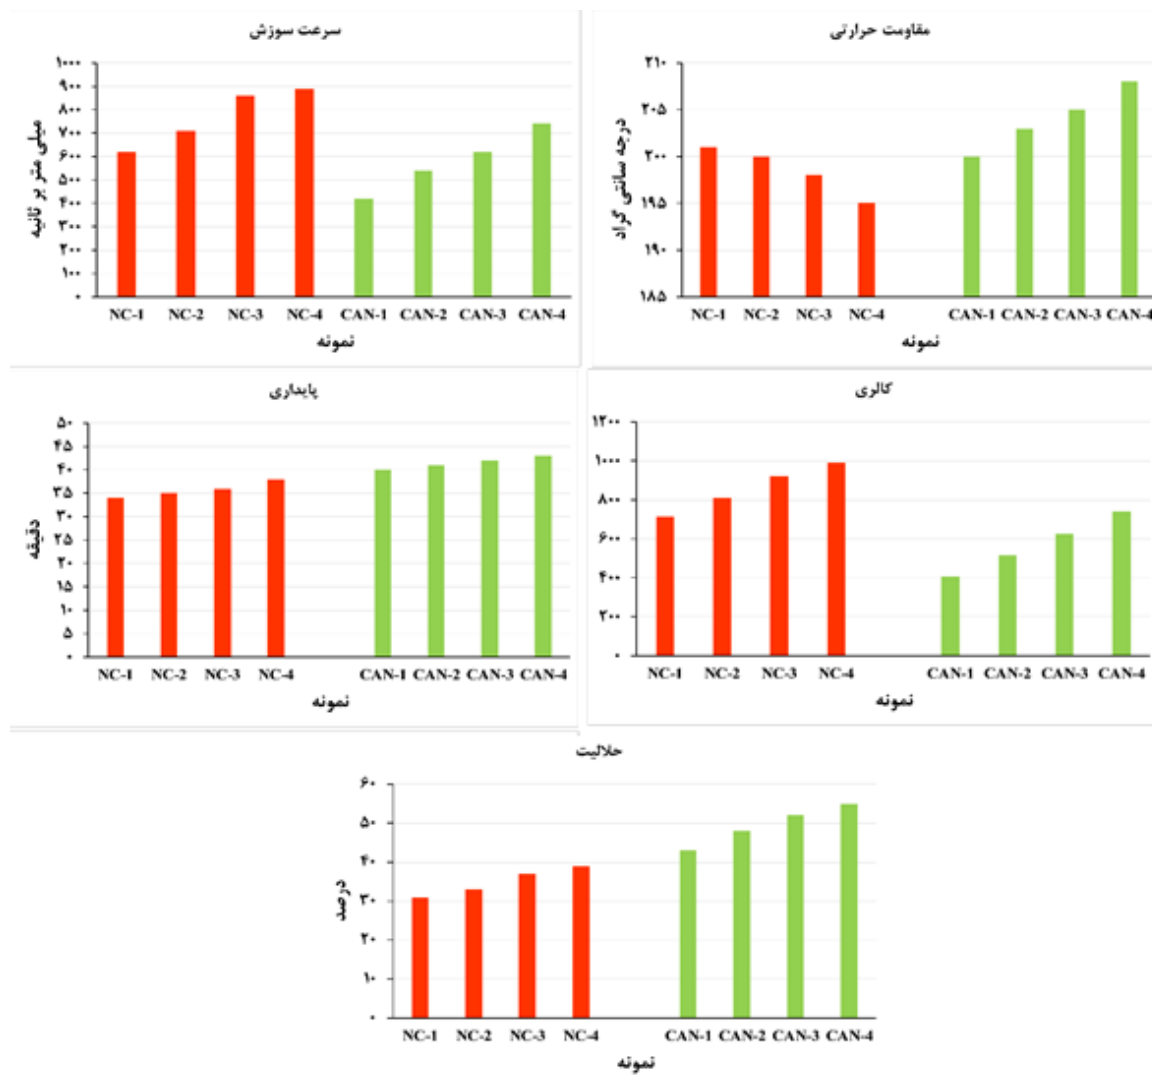 سرعت سوزش
میلی متر بر ثانیه
۱۰۰۰
۹۰۰
۸۰۰
۷۰۰
۶۰۰
۵۰۰
۴۰۰
۳۰۰
۲۰۰
۱۰۰
۰
NC-1 NC-2 NC-3 NC-4 CAN-1 CAN-2 CAN-3 CAN-4
نمونه
مقاومت حرارتی
درجه سانتی گراد
۲۱۰
۲۰۵
۲۰۰
۱۹۵
۱۹۰
۱۸۵
NC-1 NC-2 NC-3 NC-4 CAN-1 CAN-2 CAN-3 CAN-4
نمونه
پایداری
دقیقه
۵۰
۴۵
۴۰
۳۵
۳۰
۲۵
۲۰
۱۵
۱۰
۵
۰
NC-1 NC-2 NC-3 NC-4 CAN-1 CAN-2 CAN-3 CAN-4
نمونه
کالری
۱۲۰۰
۱۰۰۰
۸۰۰
۶۰۰
۴۰۰
۲۰۰
۰
NC-1 NC-2 NC-3 NC-4 CAN-1 CAN-2 CAN-3 CAN-4
نمونه
حلالیت
درصد
۶۰
۵۰
۴۰
۳۰
۲۰
۱۰
۰
NC-1 NC-2 NC-3 NC-4 CAN-1 CAN-2 CAN-3 CAN-4
نمونه